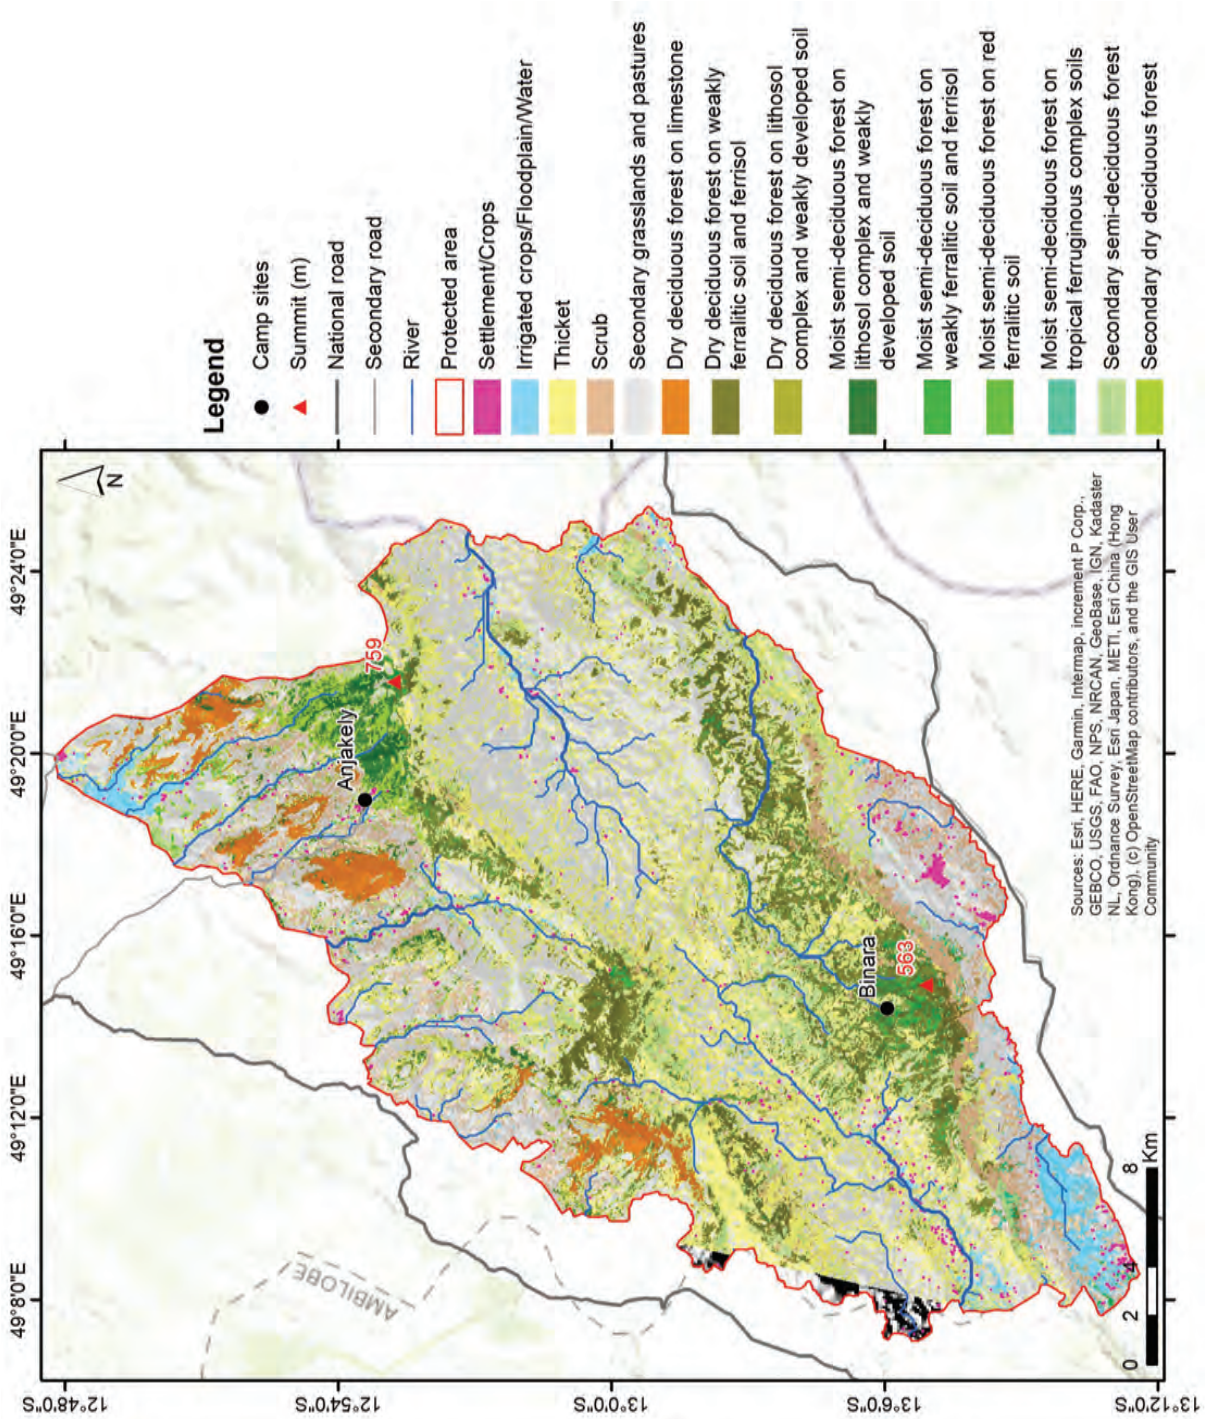 Legend
Camp sites
Summit (m)
National road
Secondary road
River
Protected area
Settlement/Crops
Irrigated crops/Floodplain/Water
Thicket
Scrub
Secondary grasslands and pastures
Dry deciduous forest on limestone
Dry deciduous forest on weakly
ferralitic soil and ferrisol
Dry deciduous forest on lithosol
complex and weakly developed soil
Moist semi-deciduous forest on
lithosol complex and weakly
developed soil
Moist semi-deciduous forest on
weakly ferralitic soil and ferrisol
Moist semi-deciduous forest on red
ferralitic soil
Moist semi-deciduous forest on
tropical ferruginous complex soils
Secondary semi-deciduous forest
Secondary dry deciduous forest
49°8'0"E
49°12'0"E
49°16'0"E
49°20'0"E
49°24'0"E
12°48'0"S
12°54'0"S
13°0'0"S
13°6'0"S
13°12'0"S
N
759
Anjakely
Binara
563
AMBILOBE
0 2 4 8 Km
Sources: Esri, HERE, Garmin, Intermap, increment P Corp.,
GEBCO, USGS, FAO, NPS, NRCAN, GeoBase, IGN, Kadaster
NL, Ordnance Survey, Esri Japan, METI, Esri China (Hong
Kong), (c) OpenStreetMap contributors, and the GIS User
Community